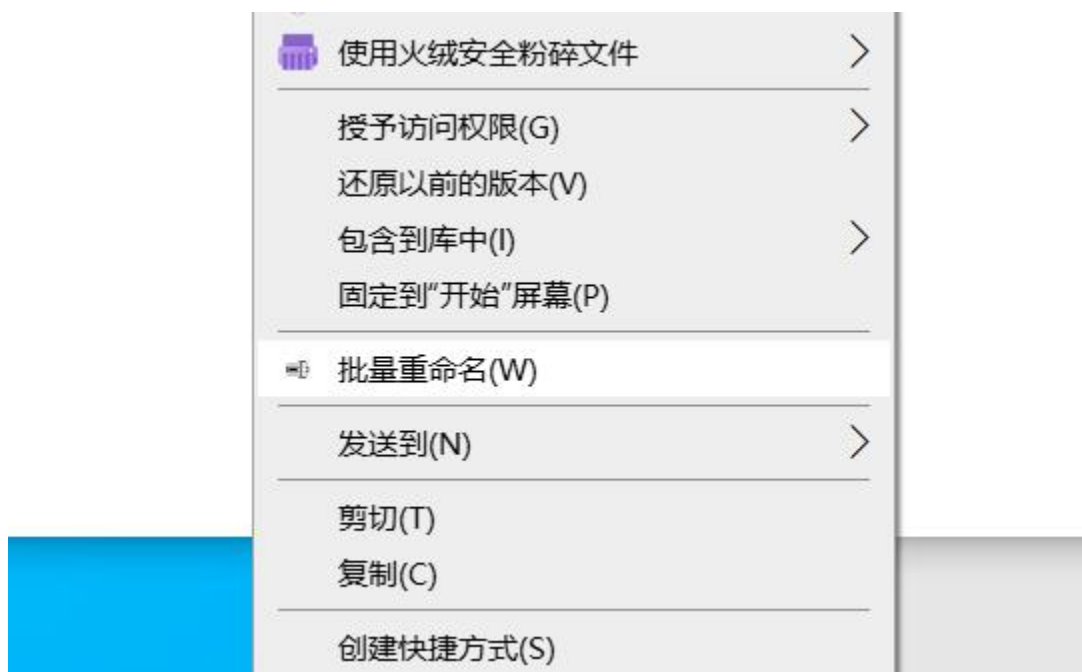 使用火绒安全粉碎文件
授予访问权限(G)
还原以前的版本(V)
包含到库中(I)
固定到"开始"屏幕(P)
批量重命名(W)
发送到(N)
剪切(T)
复制(C)
创建快捷方式(S)